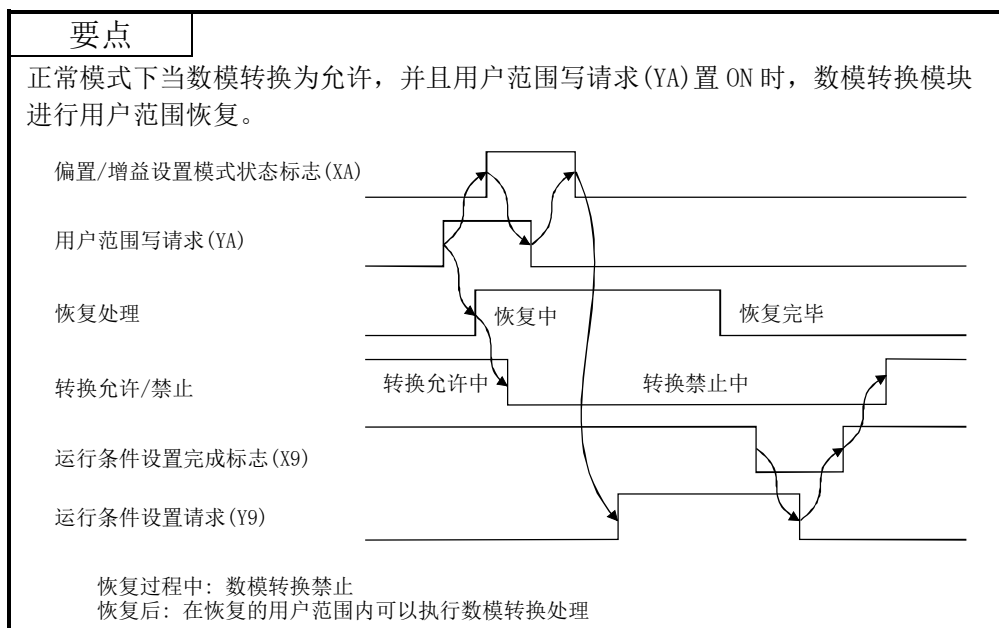 要点
正常模式下当数模转换为允许，并且用户范围写请求(YA)置 ON 时，数模转换模块
进行用户范围恢复。
偏置/增益设置模式状态标志(XA)
用户范围写请求(YA)
恢复处理
恢复中
恢复完毕
转换允许/禁止
转换允许中
转换禁止中
运行条件设置完成标志(X9)
运行条件设置请求(Y9)
恢复过程中: 数模转换禁止
恢复后: 在恢复的用户范围内可以执行数模转换处理